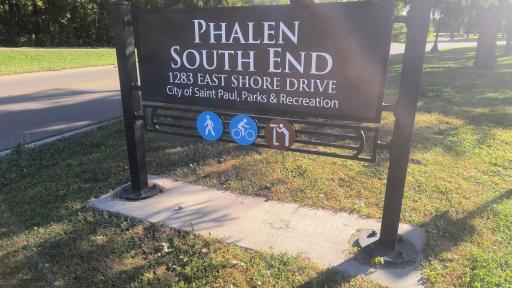 PHALEN
SOUTH END
1283 EAST SHORE DRIVE
City of Saint Paul, Parks & Recreation